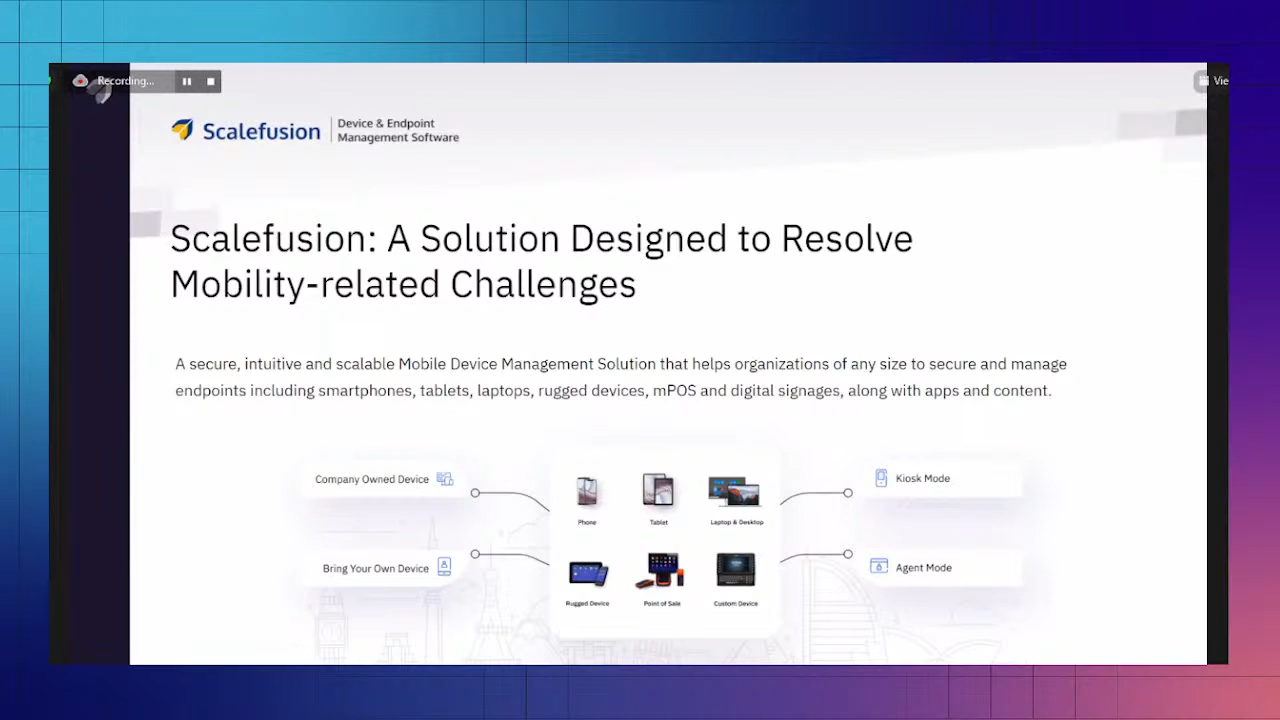 Recording...
Vie
Scalefusion
Device & Endpoint
Management Software
Scalefusion: A Solution Designed to Resolve
Mobility-related Challenges
A secure, intuitive and scalable Mobile Device Management Solution that helps organizations of any size to secure and manage
endpoints including smartphones, tablets, laptops, rugged devices, mPOS and digital signages, along with apps and content.
Company Owned Device
Bring Your Own Device
Phone
Tablet
Laptop & Desktop
Rugged Device
Point of Sale
Custom Device
Kiosk Mode
Agent Mode